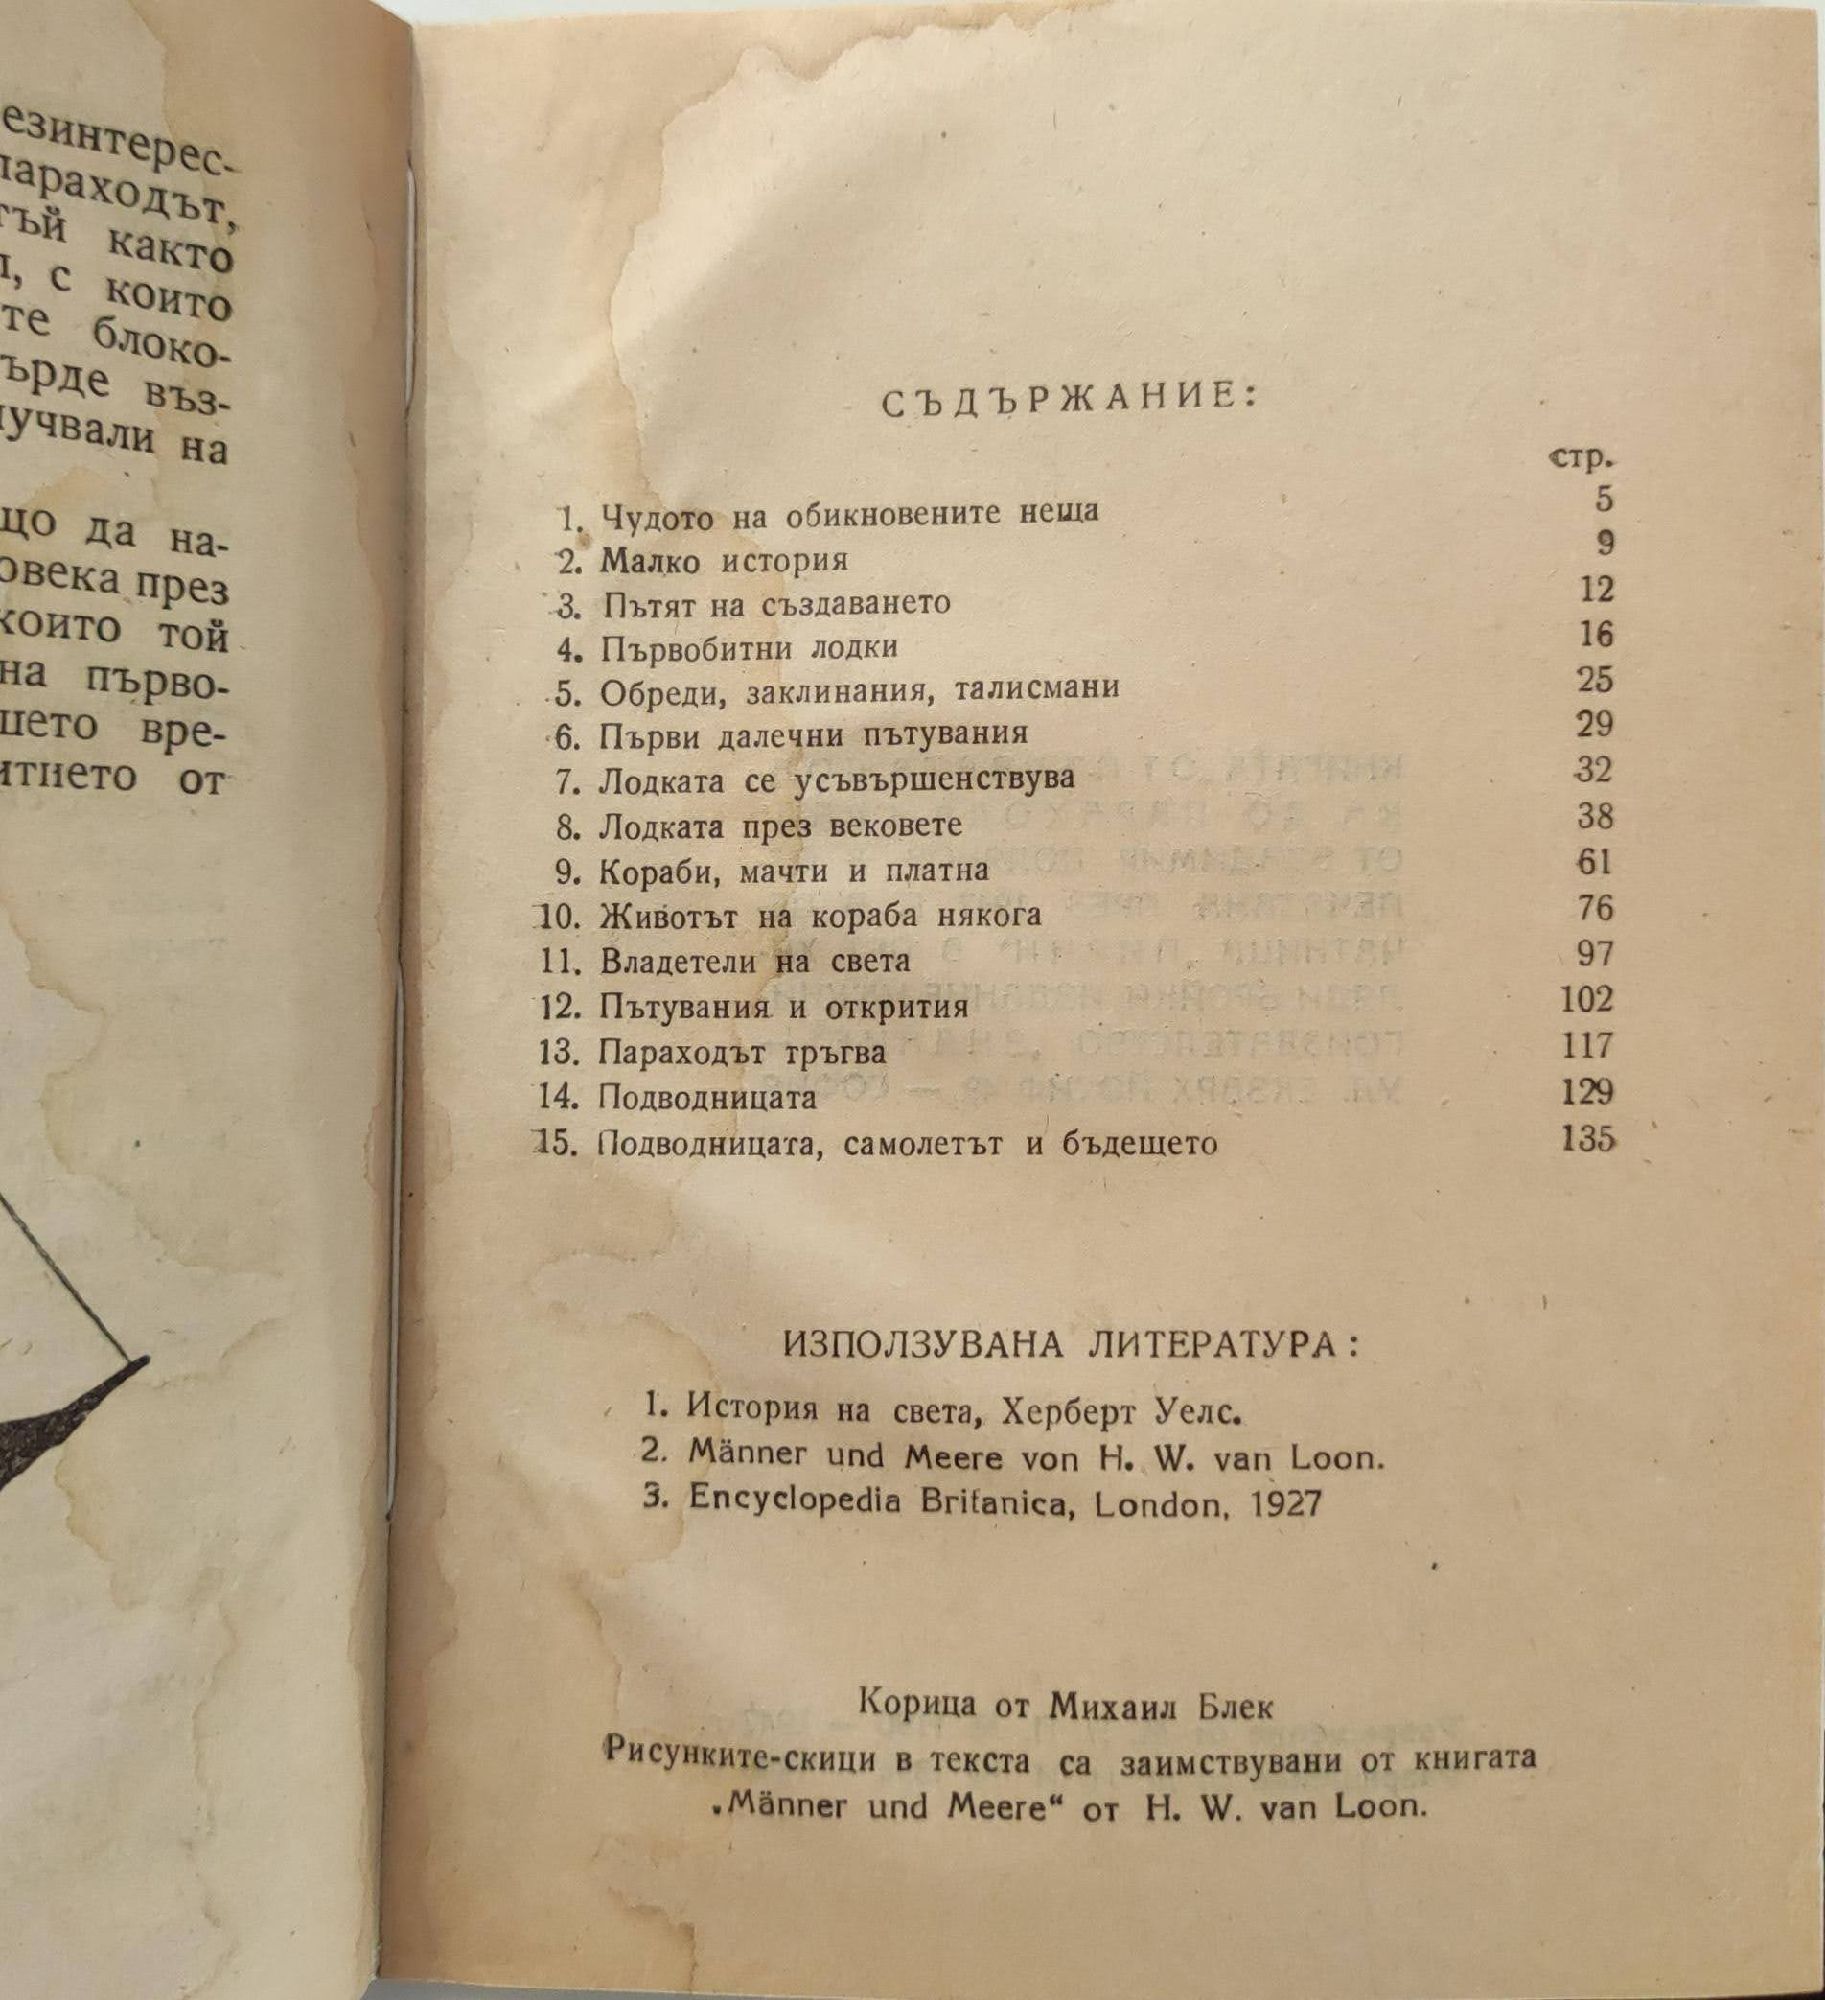 езинтерес-
параходът,
тъй както
с които
те блоко-
ърде въз-
лучвали на
що да на-
овека през
които той
на първо-
шето вре-
итието от
СЪДЪРЖАНИЕ:
стр.
1. Чудото на обикновените неща 5
2. Малко история 9
3. Пътят на създаването 12
4. Първобитни лодки 16
5. Обреди, заклинания, талисмани 25
6. Първи далечни пътувания 29
7. Лодката се усъвършенствува 32
8. Лодката през вековете 38
9. Кораби, мачти и платна 61
10. Животът на кораба някога 76
11. Владетели на света 97
12. Пътувания и открития 102
13. Параходът тръгва 117
14. Подводницата 129
15. Подводницата, самолетът и бъдещето 135
ИЗПОЛЗУВАНА ЛИТЕРАТУРА:
1. История на света, Херберт Уелс.
2. Männer und Meere von H. W. van Loon.
3. Encyclopedia Britanica, London, 1927
Корица от Михаил Блек
Рисунките-скици в текста са заимствувани от книгата
„Männer und Meere“ от H. W. van Loon.